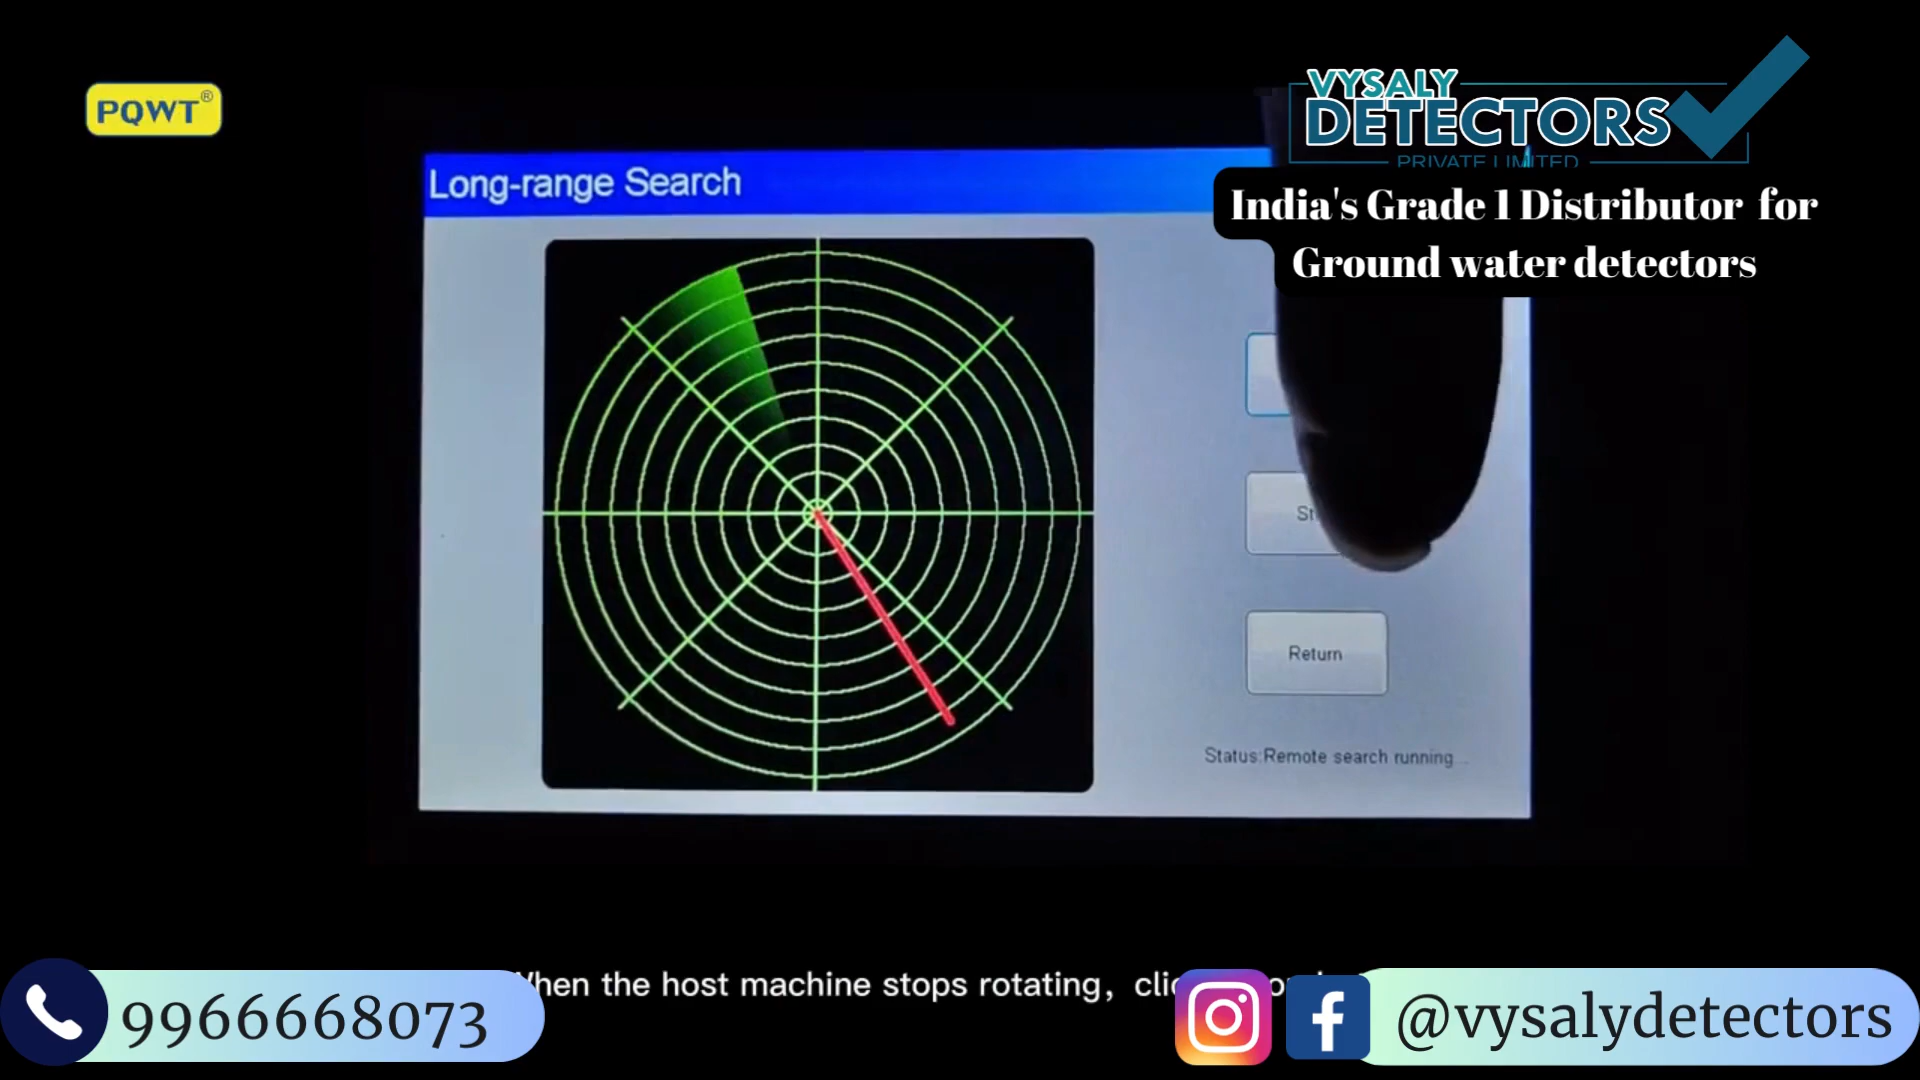 PQWT®
VYSALY
DETECTORS
PRIVATE LIMITED
India's Grade 1 Distributor for
Ground water detectors
Long-range Search
Return
Status:Remote search running...
hen the host machine stops rotating,
9966668073
@vysalydetectors